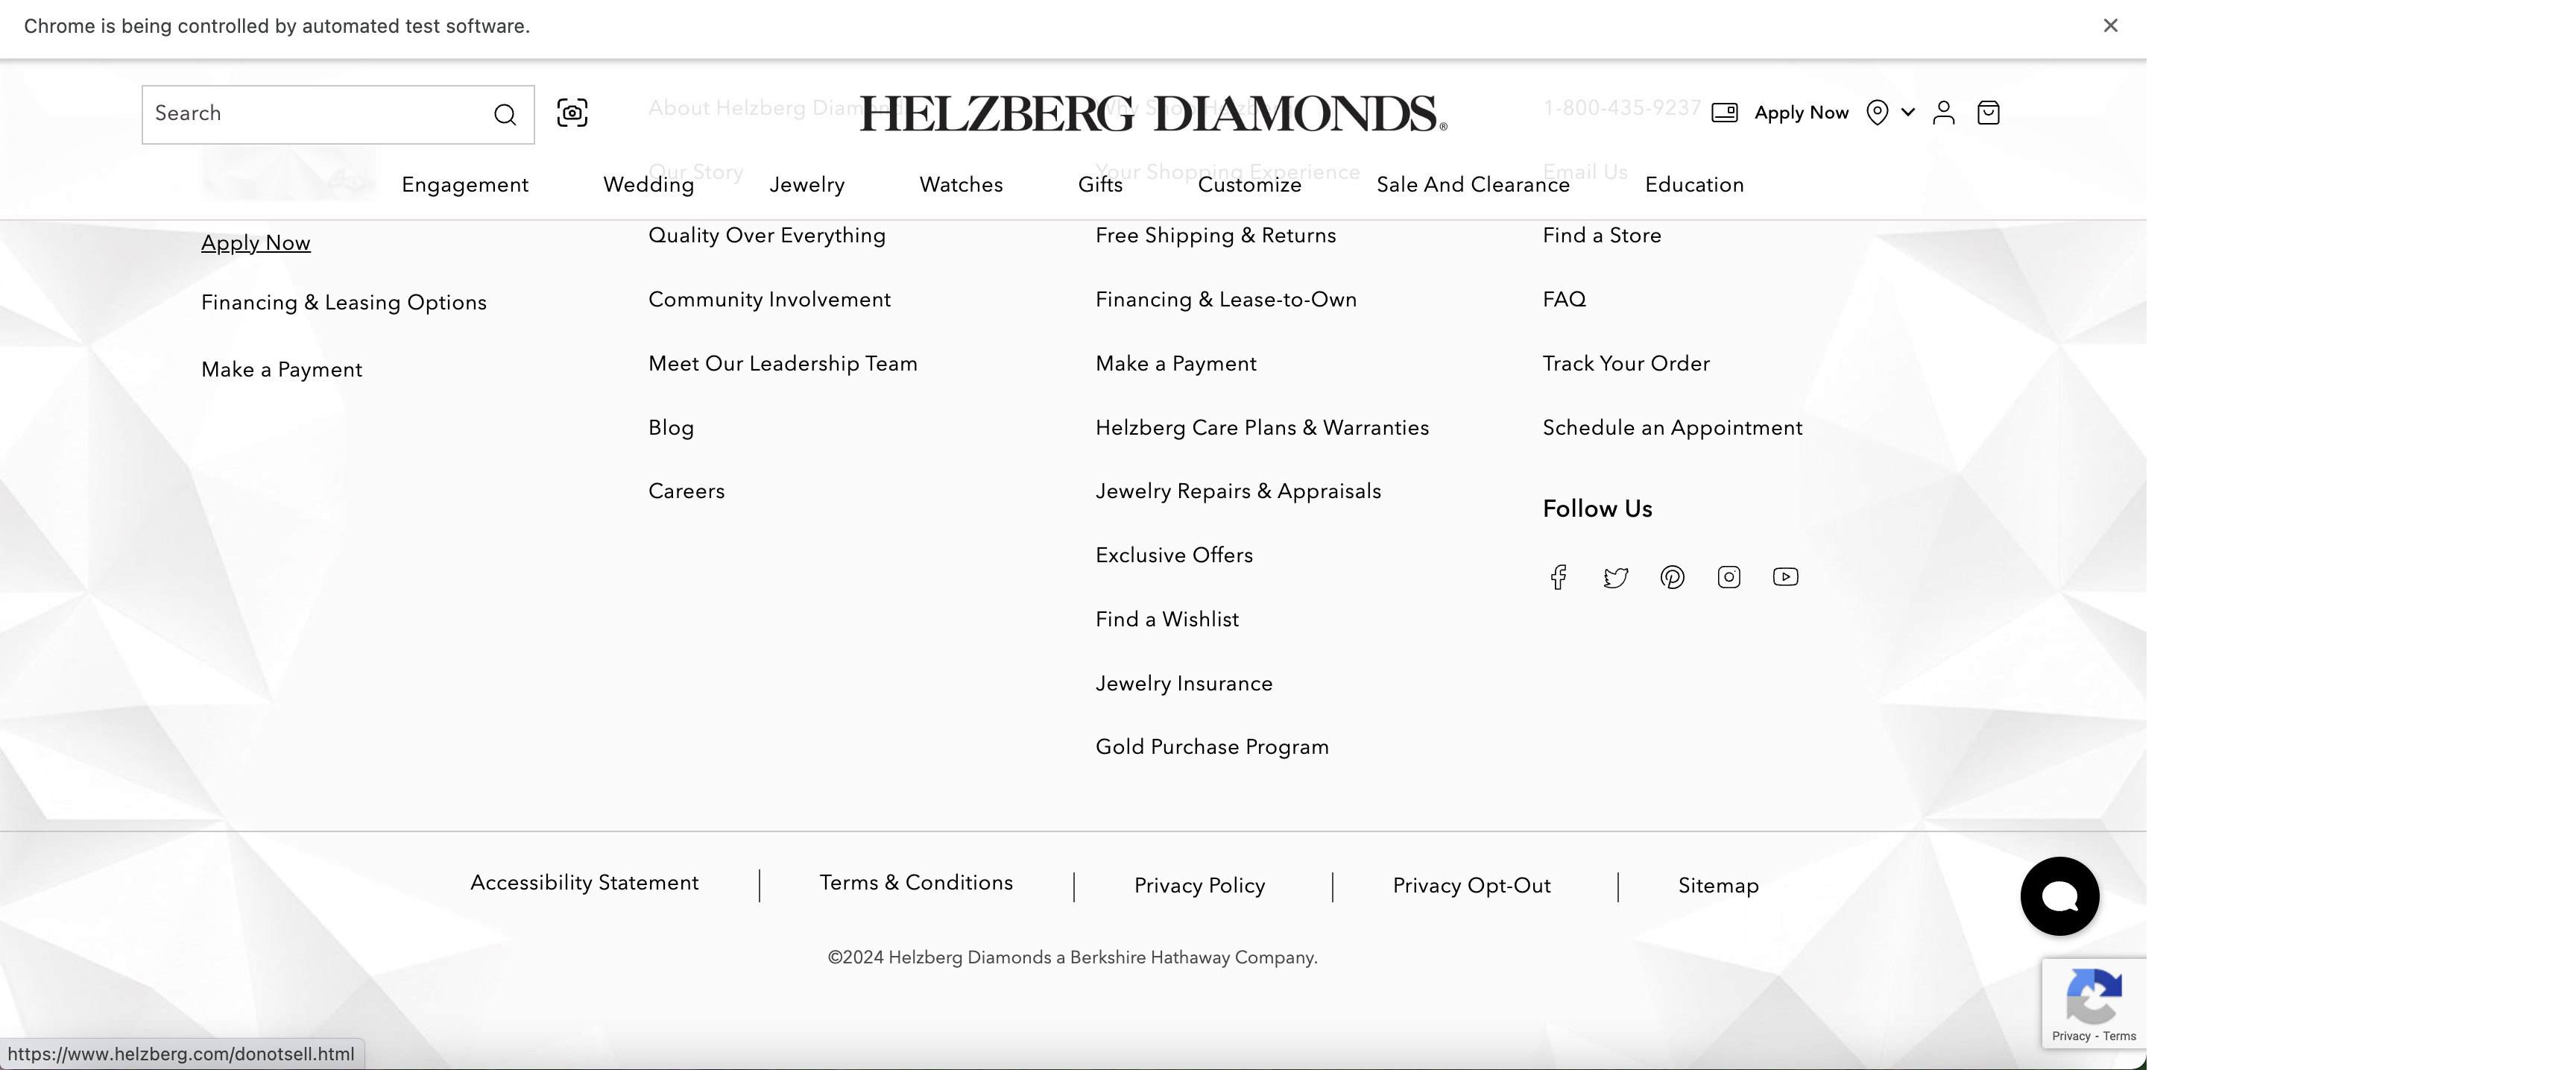 Chrome is being controlled by automated test software.
Search
About Helzberg Diamonds
HELZBERG DIAMONDS®
Why Shop Helzberg
1-800-435-9237
Apply Now
Our Story
Your Shopping Experience
Email Us
Engagement
Wedding
Jewelry
Watches
Gifts
Customize
Sale And Clearance
Education
Apply Now
Financing & Leasing Options
Make a Payment
Quality Over Everything
Community Involvement
Meet Our Leadership Team
Blog
Careers
Free Shipping & Returns
Financing & Lease-to-Own
Make a Payment
Helzberg Care Plans & Warranties
Jewelry Repairs & Appraisals
Exclusive Offers
Find a Wishlist
Jewelry Insurance
Gold Purchase Program
Find a Store
FAQ
Track Your Order
Schedule an Appointment
Follow Us
Accessibility Statement
Terms & Conditions
Privacy Policy
Privacy Opt-Out
Sitemap
©2024 Helzberg Diamonds a Berkshire Hathaway Company.
Privacy - Terms
https://www.helzberg.com/donotsell.html